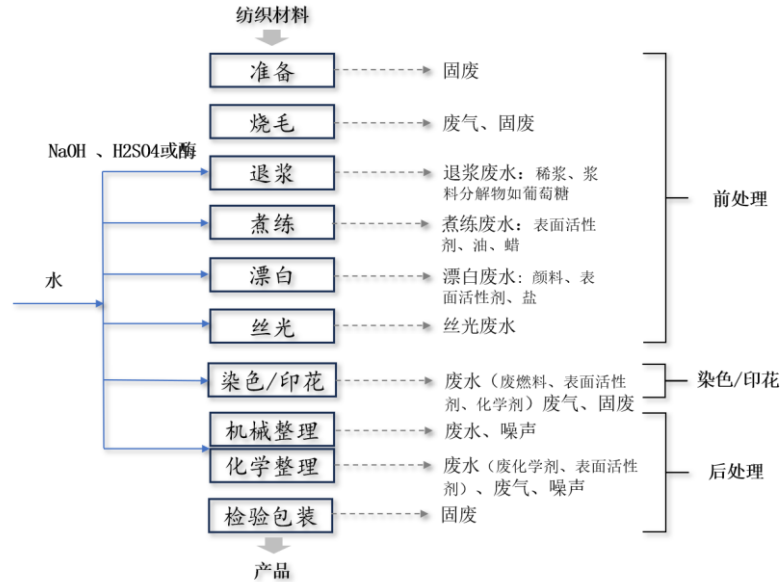 纺织材料
准备
固废
烧毛
废气、固废
NaOH 、H2SO4或酶
退浆
退浆废水：稀浆、浆
料分解物如葡萄糖
前处理
煮练
煮练废水：表面活性
剂、油、蜡
水
漂白
漂白废水：颜料、表
面活性剂、盐
丝光
丝光废水
染色/印花
废水（废燃料、表面活性
剂、化学剂）废气、固废
染色/印花
机械整理
废水、噪声
化学整理
废水（废化学剂、表面活性
剂）、废气、噪声
后处理
检验包装
固废
产品